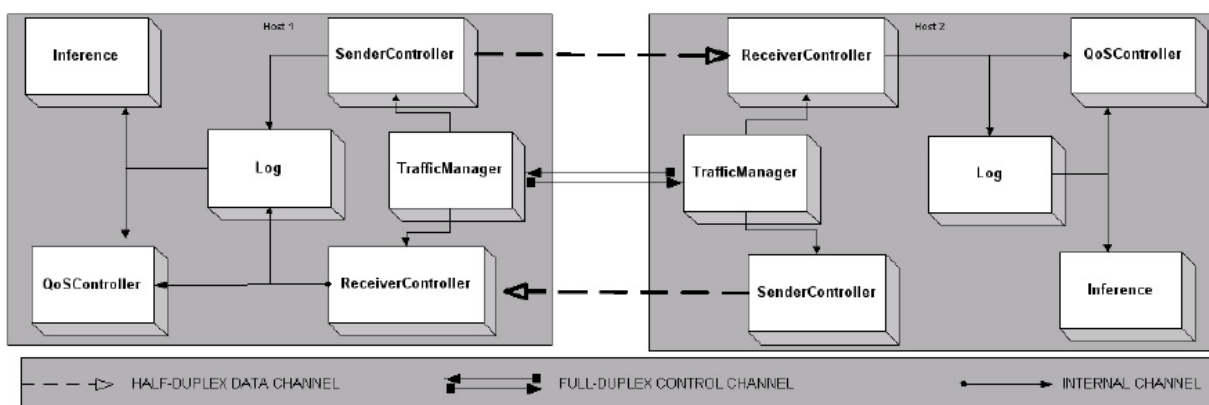 Host 1
Inference
SenderController
Log
TrafficManager
QoSController
ReceiverController
Host 2
ReceiverController
QoSController
TrafficManager
Log
SenderController
Inference
HALF-DUPLEX DATA CHANNEL
FULL-DUPLEX CONTROL CHANNEL
INTERNAL CHANNEL